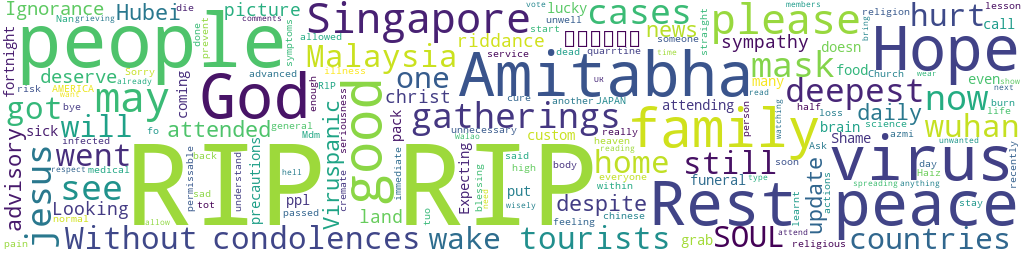 Ignorance
Nan
grieving
Hubei
die
picture
Singapore
comments
lucky
riddance
news
vote
unwell
start
cases
please
hurt
members
religion
lesson
bring
call
straight
people
fortnight
deserve
done
prevent
symptoms
Sorry
already
AMERICA
want
allowed
Malaysia
advanced
illness
RIP
service
dead
quarrtine
someone
UK
time
mask
sympathy
doesn
food
Church
wear
even
show
next
Hope
God
one
Amitabha
deepest
now
risk
bye
got
may
coming
christ
pack
cure
another
JAPAN
many
read
attending
person
watching
half
loss
daily
burn
life
science
azmi
unwanted
wuhan
will
attended
good
enough
seriousness
gatherings
unnecessary
custom
walao
really
family
brain
Shame
sick
infected
fo
general
Mdm
Viruspanic
advisory
Jesus
went
respect
medical
see
Looking
normal
pain
RIP
RIP
permissable
back
sad
tot
allow
understand
precautions
hell
ppl
passed
land
cremate
immediate
Expecting
tuo
said
high
put
blessing
need
wisely
heaven
reading
home
body
despite
everyone
within
chinese
feeling
still
funeral
type
soon
Ask
attend
learnt
update
actions
virus
day
Haiz
recently
spreading
anything
stay
Rest
peace
Without
condolences
wake
tourists
grab
SOUL
religious
countries